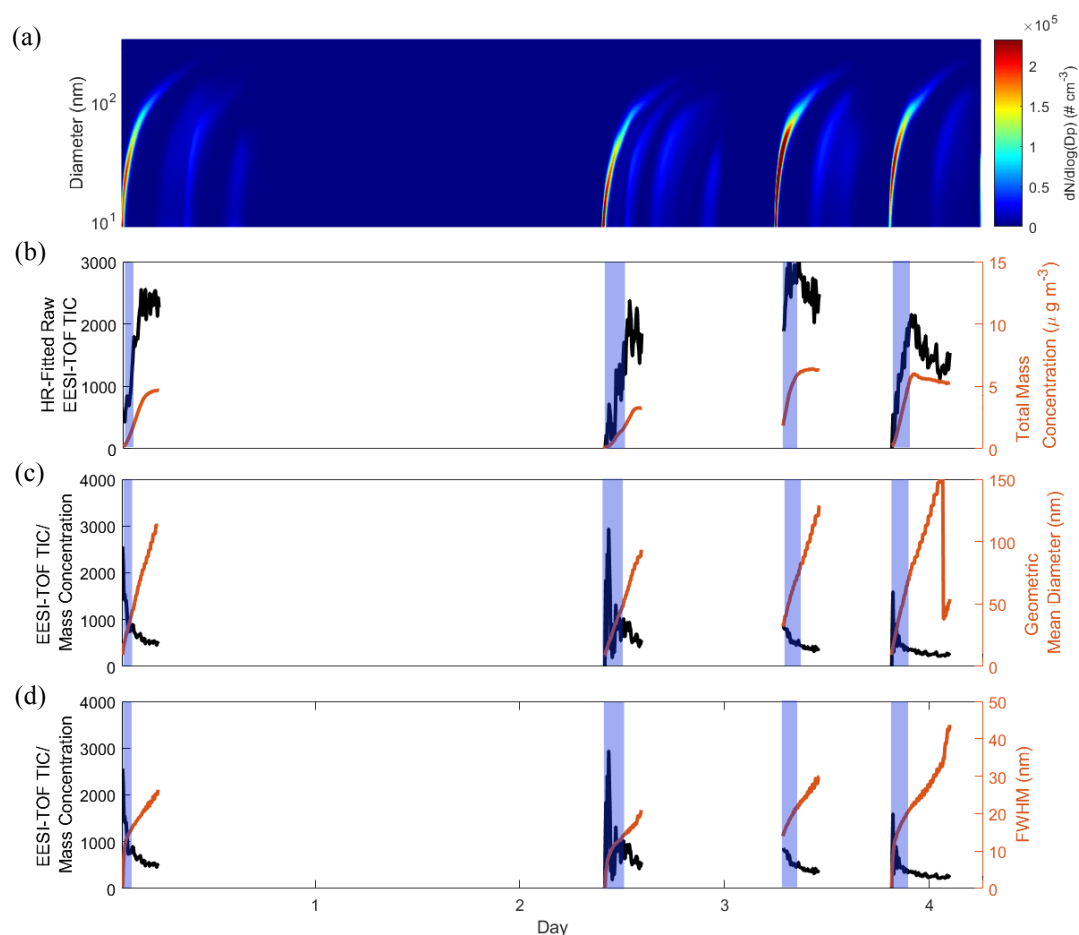 (a)
Diameter (nm)
10^2
10^1
×10^5
2
1.5
1
0.5
0
dN/dlog(Dp) (# cm^-3)
(b)
HR-Fitted Raw
EESI-TOF TIC
3000
2000
1000
0
15
10
5
0
Total Mass
Concentration (μ g m^-3)
(c)
EESI-TOF TIC/
Mass Concentration
4000
3000
2000
1000
0
150
100
50
0
Geometric
Mean Diameter (nm)
(d)
EESI-TOF TIC/
Mass Concentration
4000
3000
2000
1000
0
50
40
30
20
10
0
FWHM (nm)
1
2
3
4
Day